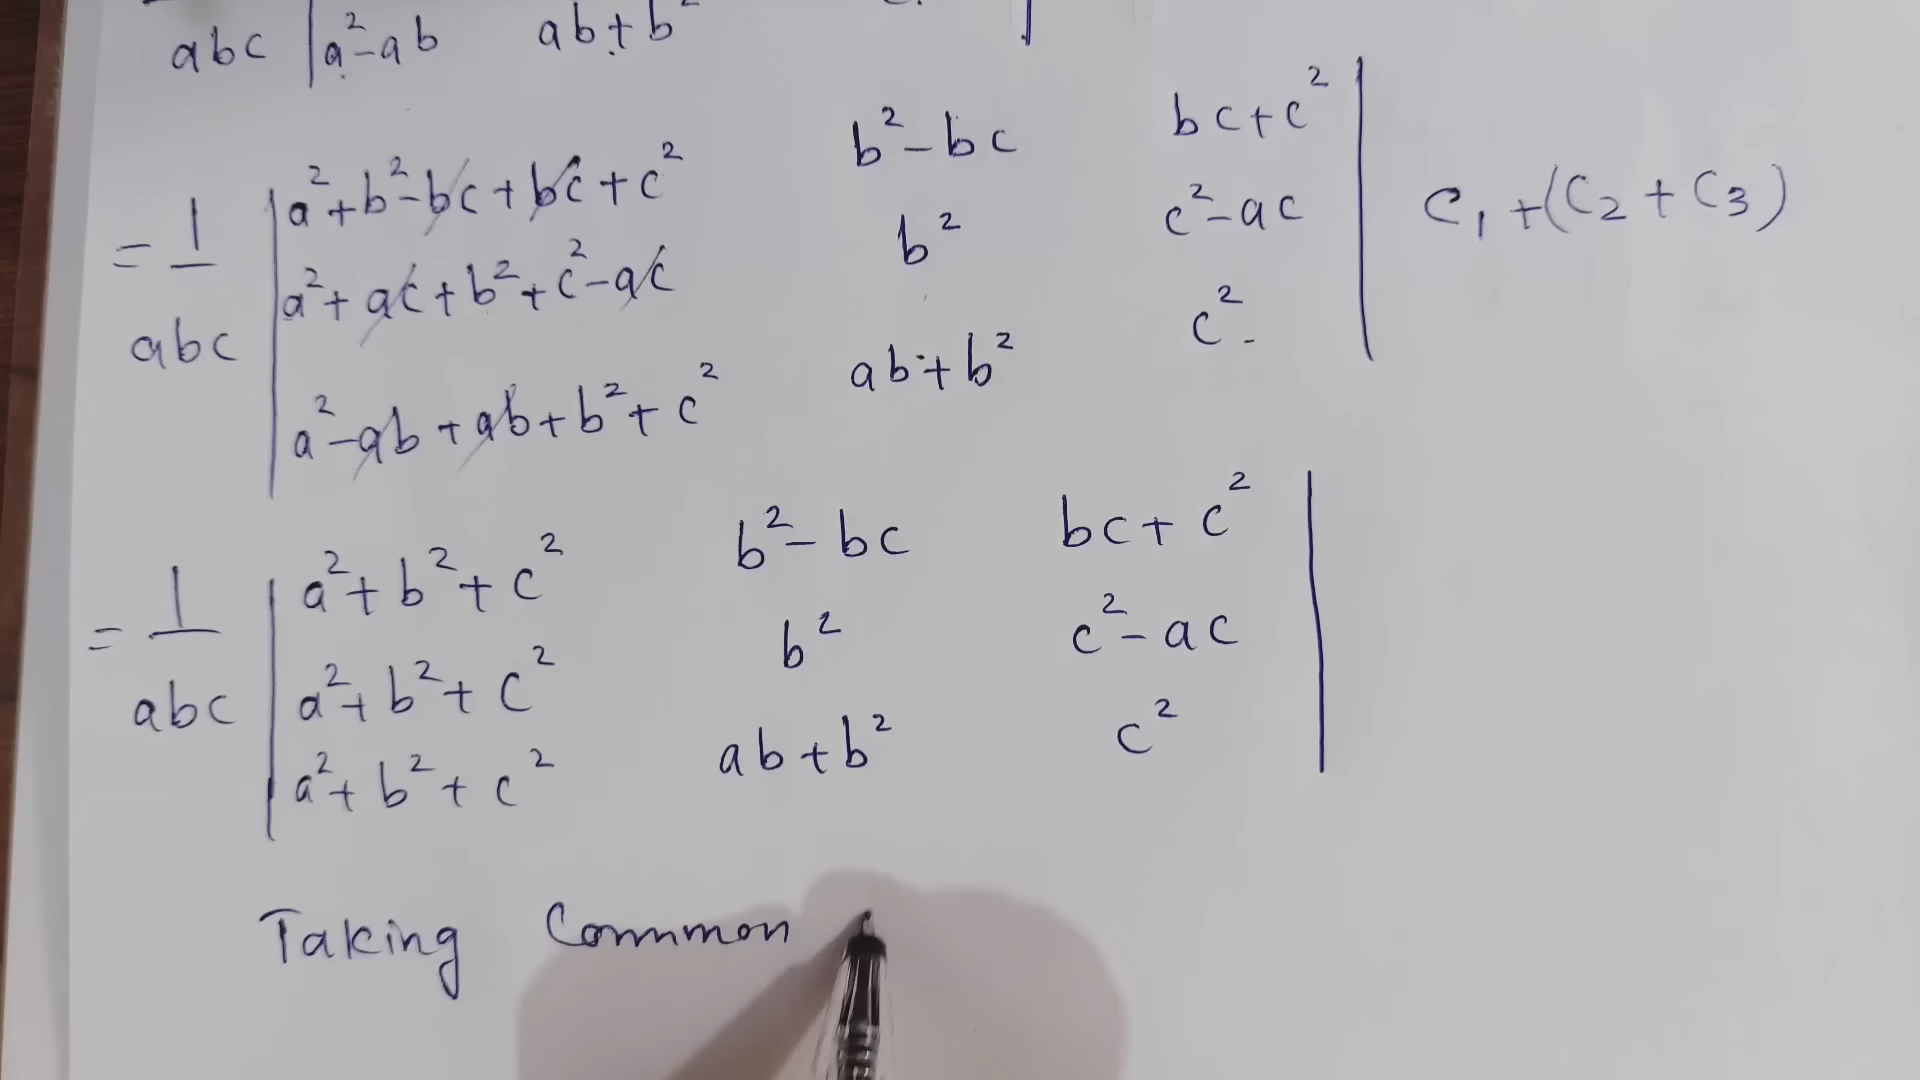 abc | a²-ab ab+b²
= 1/abc | a²+b²-bc+bc+c² b²-bc bc+c² |
| a²+ac+b²+c²-ac b² c²-ac | C₁+(C₂+C₃)
| a²-ab+ab+b²+c² ab+b² c² |
= 1/abc | a²+b²+c² b²-bc bc+c² |
| a²+b²+c² b² c²-ac |
| a²+b²+c² ab+b² c² |
Taking Common